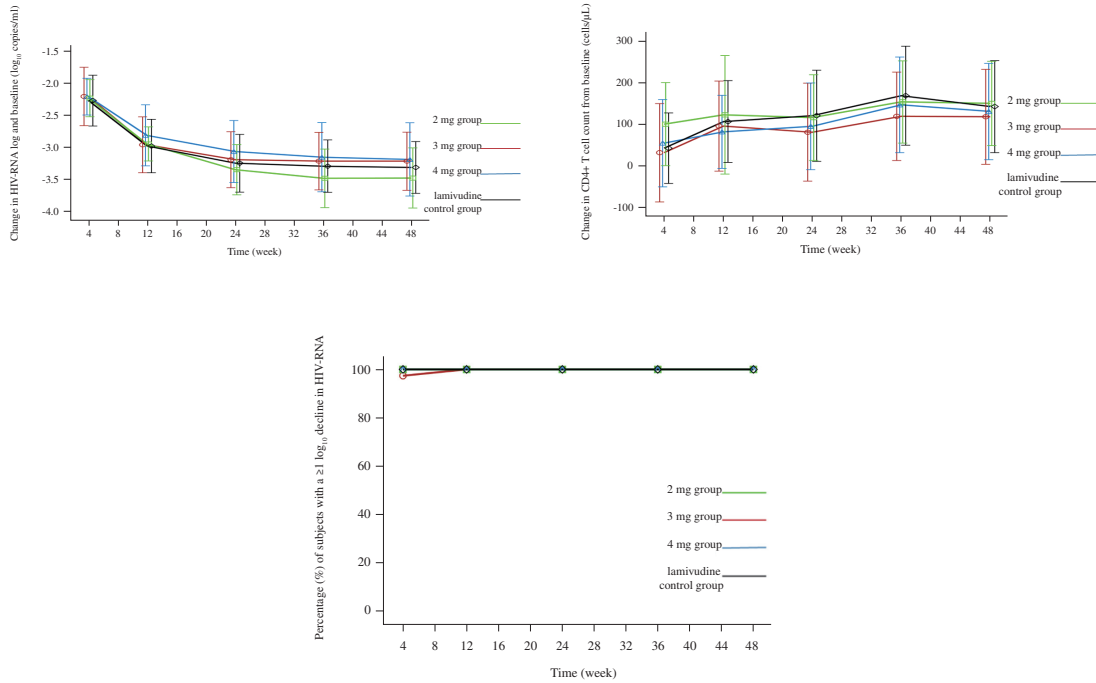 Change in HIV-RNA log and baseline (log₁₀ copies/ml)
-1.5
-2.0
-2.5
-3.0
-3.5
-4.0
4 8 12 16 20 24 28 32 36 40 44 48
Time (week)
2 mg group
3 mg group
4 mg group
lamivudine
control group
Change in CD4+ T cell count from baseline (cells/μL)
300
200
100
0
-100
4 8 12 16 20 24 28 32 36 40 44 48
Time (week)
2 mg group
3 mg group
4 mg group
lamivudine
control group
Percentage (%) of subjects with a ≥1 log₁₀ decline in HIV-RNA
100
80
60
40
20
0
4 8 12 16 20 24 28 32 36 40 44 48
Time (week)
2 mg group
3 mg group
4 mg group
lamivudine
control group